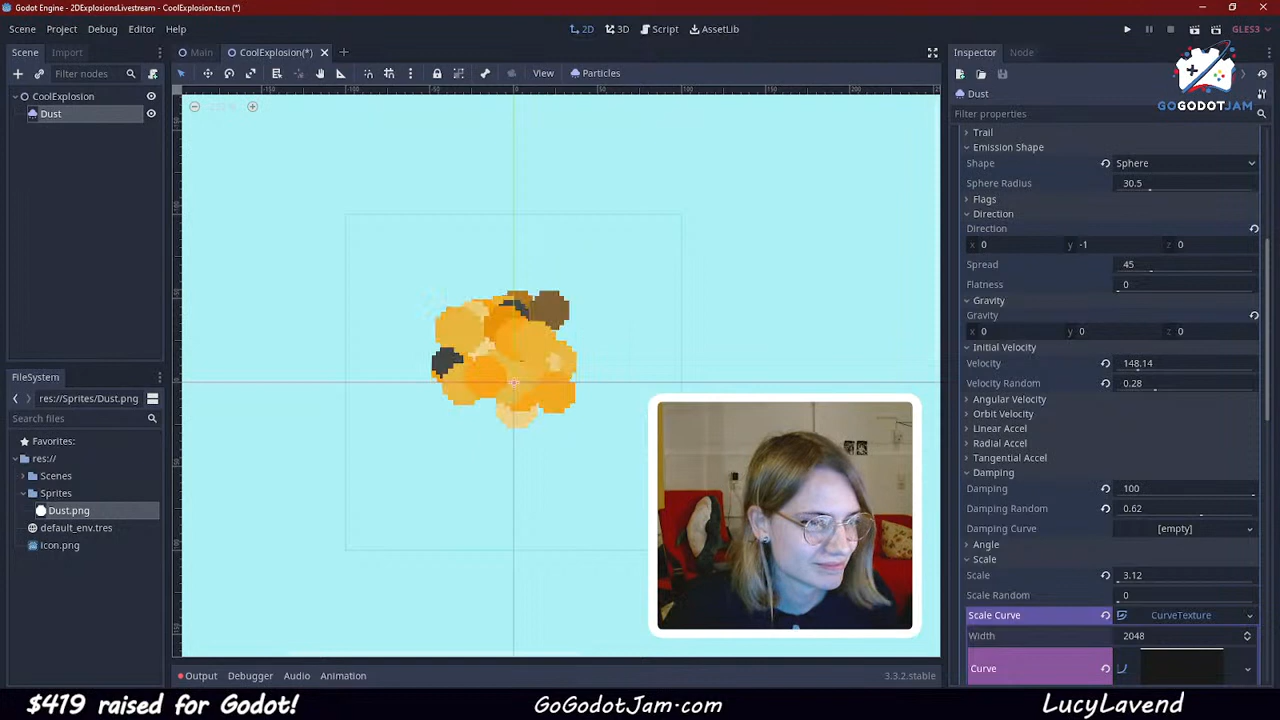 Godot Engine - 2DExplosionsLivestream - CoolExplosion.tscn (*)
Scene Project Debug Editor Help
2D 3D Script AssetLib
GLES3
Scene Import
Main CoolExplosion(*)
Inspector Node
Filter nodes
View Particles
CoolExplosion
Dust
Dust
GOGODOTJAM
Filter properties
Trail
Emission Shape
Shape Sphere
Sphere Radius 30.5
Flags
Direction
Direction
x 0 y -1 z 0
Spread 45
Flatness 0
Gravity
Gravity
x 0 y 0 z 0
Initial Velocity
Velocity 148.14
Velocity Random 0.28
Angular Velocity
Orbit Velocity
Linear Accel
Radial Accel
Tangential Accel
Damping
Damping 100
Damping Random 0.62
Damping Curve [empty]
Angle
Scale
Scale 3.12
Scale Random 0
Scale Curve CurveTexture
Width 2048
Curve
FileSystem
res://Sprites/Dust.png
Search files
Favorites:
res://
Scenes
Sprites
Dust.png
default_env.tres
icon.png
Output Debugger Audio Animation
3.3.2.stable
$419 raised for Godot!
GoGodotJam.com
LucyLavend